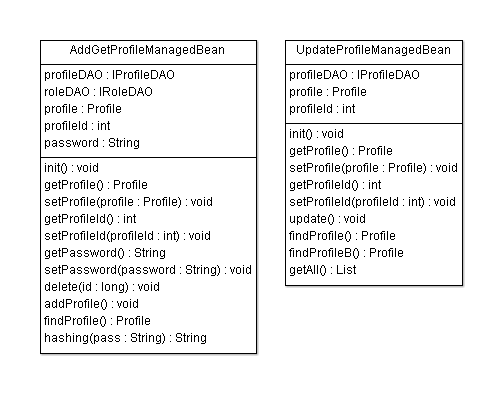 AddGetProfileManagedBean
profileDAO : IProfileDAO
roleDAO : IRoleDAO
profile : Profile
profileId : int
password : String
init() : void
getProfile() : Profile
setProfile(profile : Profile) : void
getProfileId() : int
setProfileId(profileId : int) : void
getPassword() : String
setPassword(password : String) : void
delete(id : long) : void
addProfile() : void
findProfile() : Profile
hashing(pass : String) : String
UpdateProfileManagedBean
profileDAO : IProfileDAO
profile : Profile
profileId : int
init() : void
getProfile() : Profile
setProfile(profile : Profile) : void
getProfileId() : int
setProfileId(profileId : int) : void
update() : void
findProfile() : Profile
findProfileB() : Profile
getAll() : List